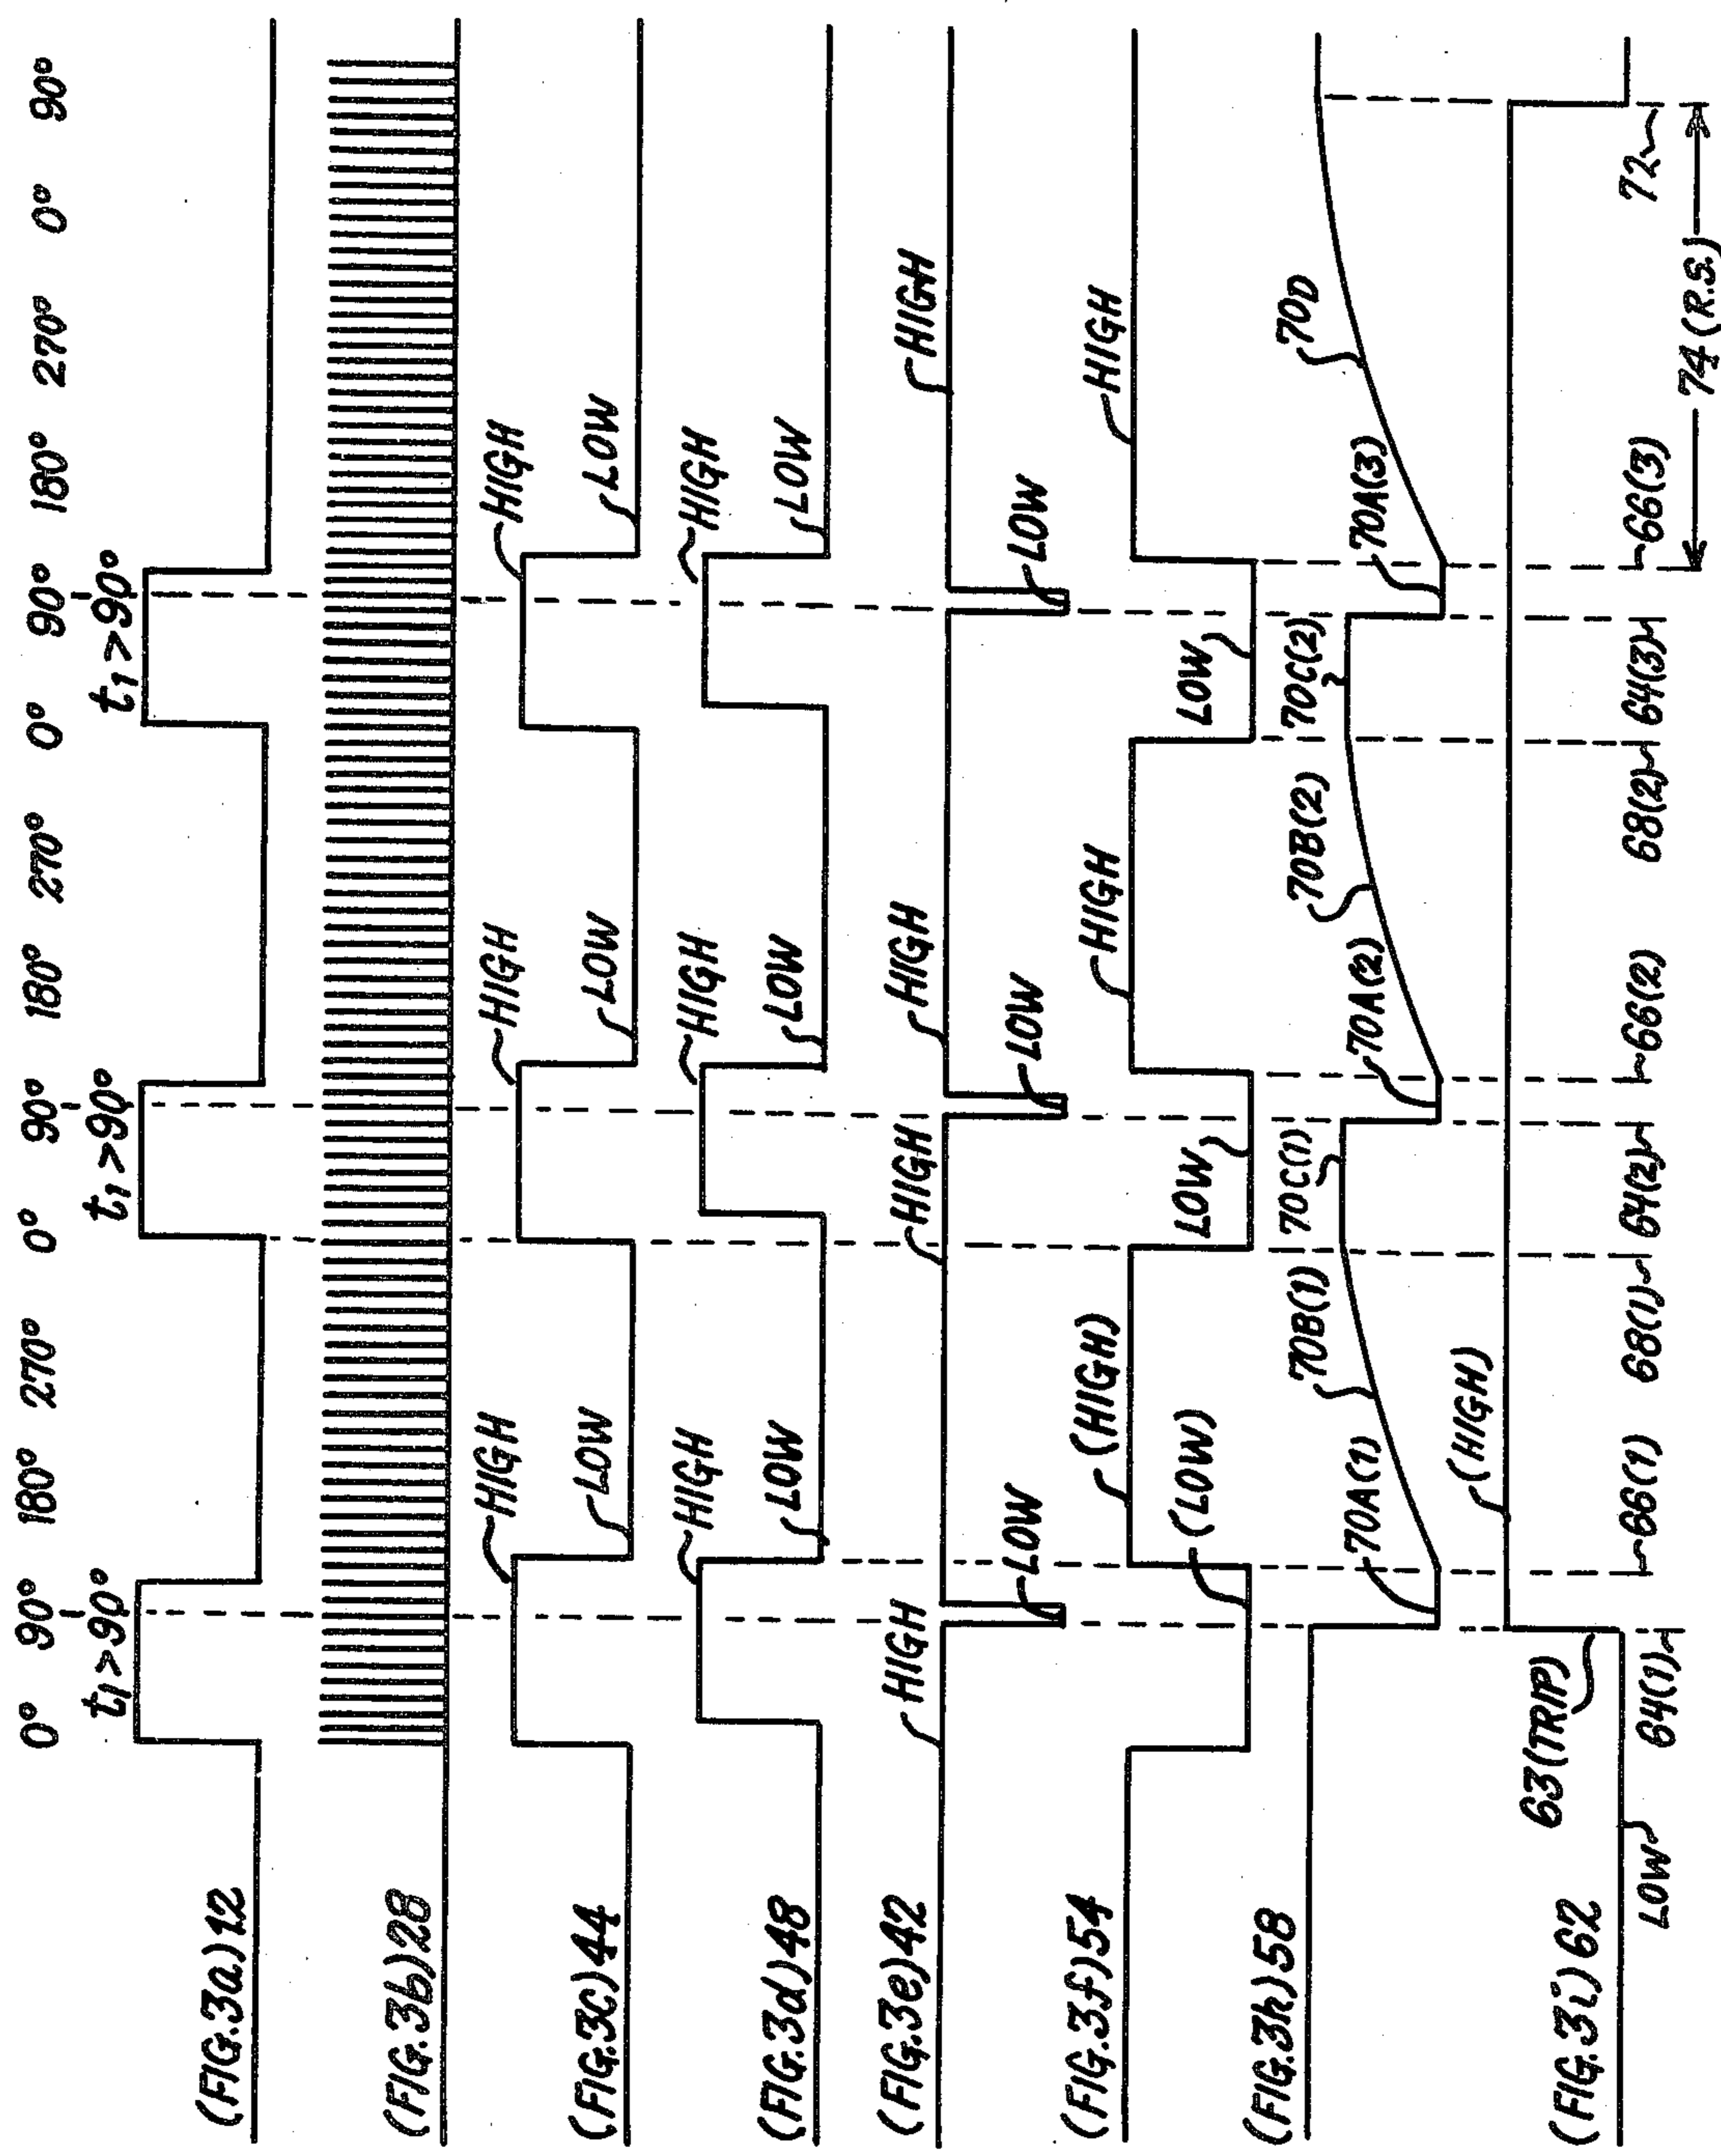 0° 90° 180° 270° 0° 90° 180° 270° 0° 90° 180° 270° 0° 90°
t1>90° t1>90° t1>90°
(FIG.3a)12
(FIG.3b)28
HIGH HIGH HIGH
(FIG.3c)44 LOW LOW LOW
HIGH HIGH HIGH
(FIG.3d)48 LOW LOW LOW
HIGH HIGH HIGH HIGH
(FIG.3e)42
LOW LOW LOW
(HIGH) HIGH HIGH
(FIG.3f)54
(LOW) LOW LOW
70B(1) 70C(1) 70B(2) 70C(2) 70D
(FIG.3h)58
70A(1) 70A(2) 70A(3)
(HIGH)
63(TRIP)
(FIG.3i)62
LOW 64(1) 66(1) 68(1) 64(2) 66(2) 68(2) 64(3) 66(3) 72
74(R.S.)